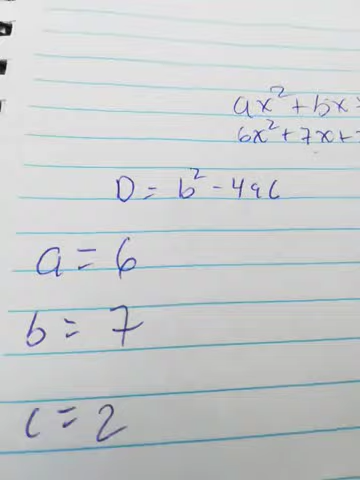 ax² + bx
6x² + 7x +
D = b² - 4ac
a = 6
b = 7
c = 2